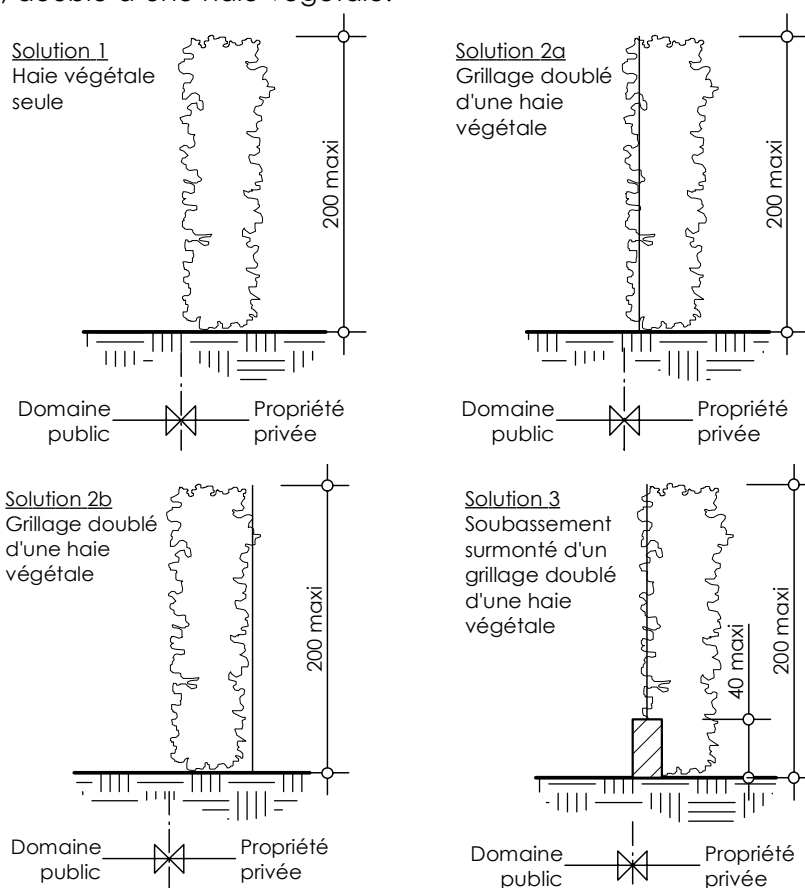 , doublé d'une haie végétale.
Solution 1
Haie végétale
seule
200 maxi
Domaine
public
Propriété
privée
Solution 2a
Grillage doublé
d'une haie
végétale
200 maxi
Domaine
public
Propriété
privée
Solution 2b
Grillage doublé
d'une haie
végétale
200 maxi
Domaine
public
Propriété
privée
Solution 3
Soubassement
surmonté d'un
grillage doublé
d'une haie
végétale
40 maxi
200 maxi
Domaine
public
Propriété
privée